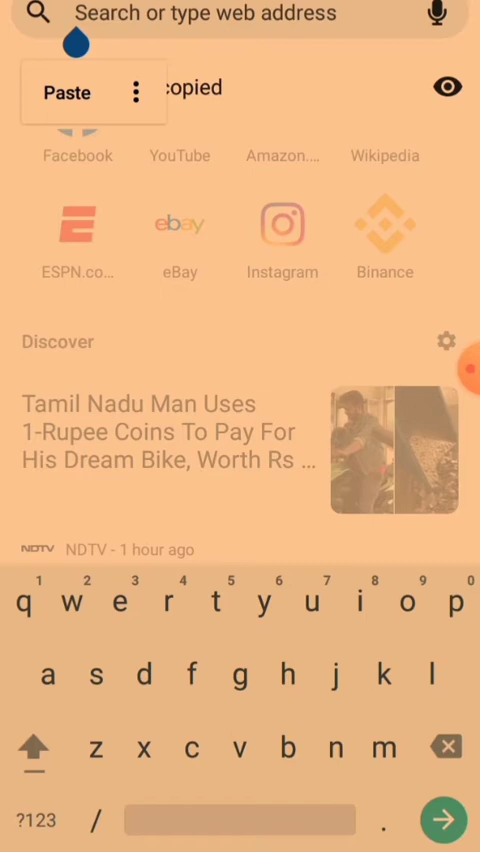 Search or type web address
Paste
copied
Facebook YouTube Amazon.... Wikipedia
ebay
ESPN.co... eBay Instagram Binance
Discover
Tamil Nadu Man Uses
1-Rupee Coins To Pay For
His Dream Bike, Worth Rs ...
NDTV NDTV - 1 hour ago
1 2 3 4 5 6 7 8 9 0
q w e r t y u i o p
a s d f g h j k l
z x c v b n m
?123 / .